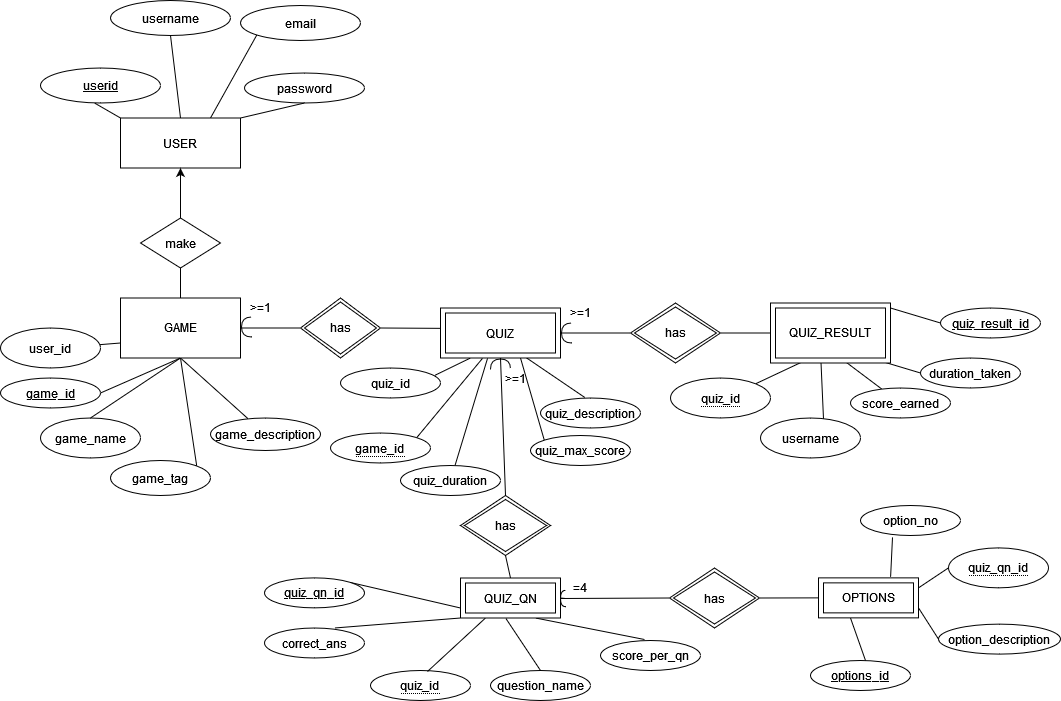 username
email
userid
password
USER
make
>=1
GAME
has
QUIZ
>=1
has
QUIZ_RESULT
quiz_result_id
user_id
game_id
game_name
game_tag
game_description
quiz_id
>=1
game_id
quiz_duration
quiz_description
quiz_max_score
quiz_id
username
score_earned
duration_taken
has
option_no
quiz_qn_id
QUIZ_QN
=4
has
OPTIONS
quiz_qn_id
correct_ans
quiz_id
question_name
score_per_qn
option_description
options_id